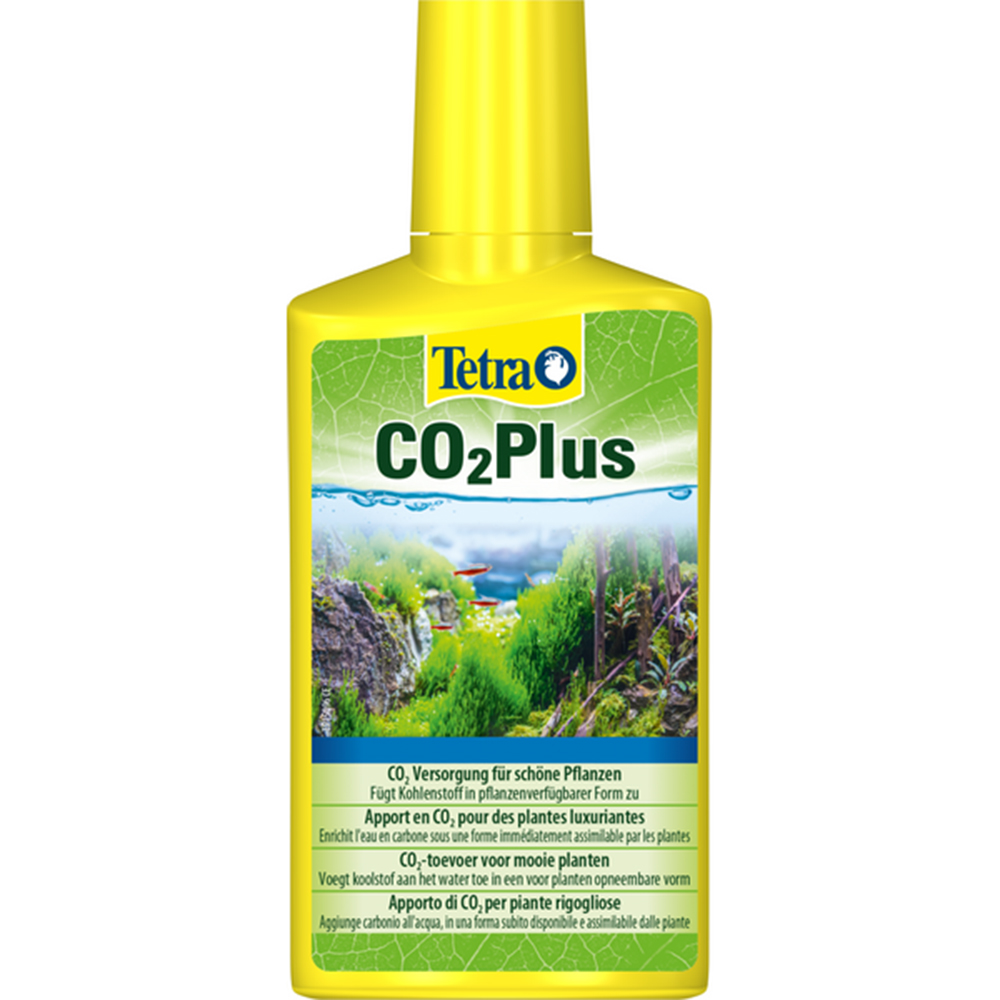 Tetra
CO₂Plus
CO₂ Versorgung für schöne Pflanzen
Fügt Kohlenstoff in pflanzenverfügbarer Form zu
Apport en CO₂ pour des plantes luxuriantes
Enrichit l'eau en carbone sous une forme immédiatement assimilable par les plantes
CO₂-toevoer voor mooie planten
Voegt koolstof aan het water toe in een voor planten opneembare vorm
Apporto di CO₂ per piante rigogliose
Aggiunge carbonio all'acqua, in una forma subito disponibile e assimilabile dalle piante